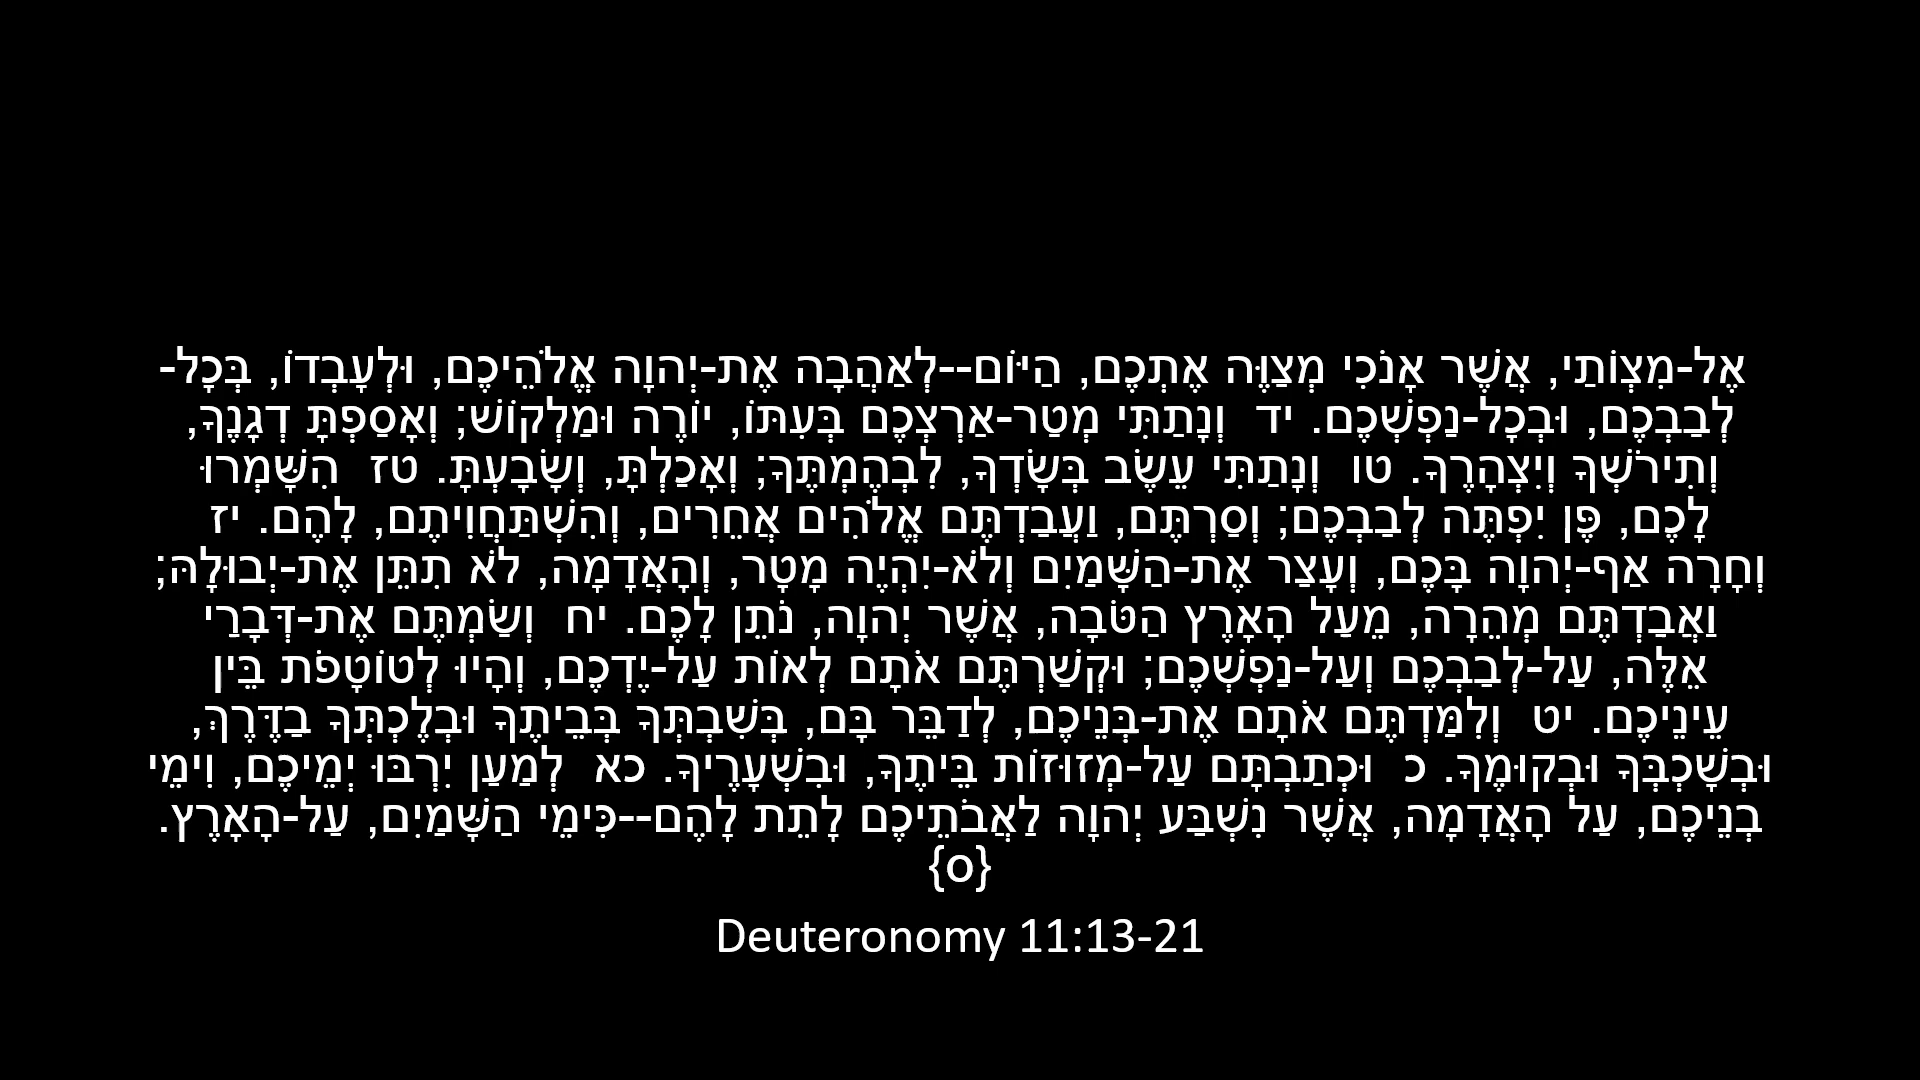 אֶל-מִצְוֺתַי, אֲשֶׁר אָנֹכִי מְצַוֶּה אֶתְכֶם, הַיּוֹם--לְאַהֲבָה אֶת-יְהוָה אֱלֹהֵיכֶם, וּלְעָבְדוֹ, בְּכָל-
לְבַבְכֶם, וּבְכָל-נַפְשְׁכֶם. יד  וְנָתַתִּי מְטַר-אַרְצְכֶם בְּעִתּוֹ, יוֹרֶה וּמַלְקוֹשׁ; וְאָסַפְתָּ דְגָנֶךָ,
וְתִירֹשְׁךָ וְיִצְהָרֶךָ. טו  וְנָתַתִּי עֵשֶׂב בְּשָׂדְךָ, לִבְהֶמְתֶּךָ; וְאָכַלְתָּ, וְשָׂבָעְתָּ. טז  הִשָּׁמְרוּ
לָכֶם, פֶּן יִפְתֶּה לְבַבְכֶם; וְסַרְתֶּם, וַעֲבַדְתֶּם אֱלֹהִים אֲחֵרִים, וְהִשְׁתַּחֲוִיתֶם, לָהֶם. יז
וְחָרָה אַף-יְהוָה בָּכֶם, וְעָצַר אֶת-הַשָּׁמַיִם וְלֹא-יִהְיֶה מָטָר, וְהָאֲדָמָה, לֹא תִתֵּן אֶת-יְבוּלָהּ;
וַאֲבַדְתֶּם מְהֵרָה, מֵעַל הָאָרֶץ הַטֹּבָה, אֲשֶׁר יְהוָה, נֹתֵן לָכֶם. יח  וְשַׂמְתֶּם אֶת-דְּבָרַי
אֵלֶּה, עַל-לְבַבְכֶם וְעַל-נַפְשְׁכֶם; וּקְשַׁרְתֶּם אֹתָם לְאוֹת עַל-יֶדְכֶם, וְהָיוּ לְטוֹטָפֹת בֵּין
עֵינֵיכֶם. יט  וְלִמַּדְתֶּם אֹתָם אֶת-בְּנֵיכֶם, לְדַבֵּר בָּם, בְּשִׁבְתְּךָ בְּבֵיתֶךָ וּבְלֶכְתְּךָ בַדֶּרֶךְ,
וּבְשָׁכְבְּךָ וּבְקוּמֶךָ. כ  וּכְתַבְתָּם עַל-מְזוּזוֹת בֵּיתֶךָ, וּבִשְׁעָרֶיךָ. כא  לְמַעַן יִרְבּוּ יְמֵיכֶם, וִימֵי
בְנֵיכֶם, עַל הָאֲדָמָה, אֲשֶׁר נִשְׁבַּע יְהוָה לַאֲבֹתֵיכֶם לָתֵת לָהֶם--כִּימֵי הַשָּׁמַיִם, עַל-הָאָרֶץ.
{ס}
Deuteronomy 11:13-21